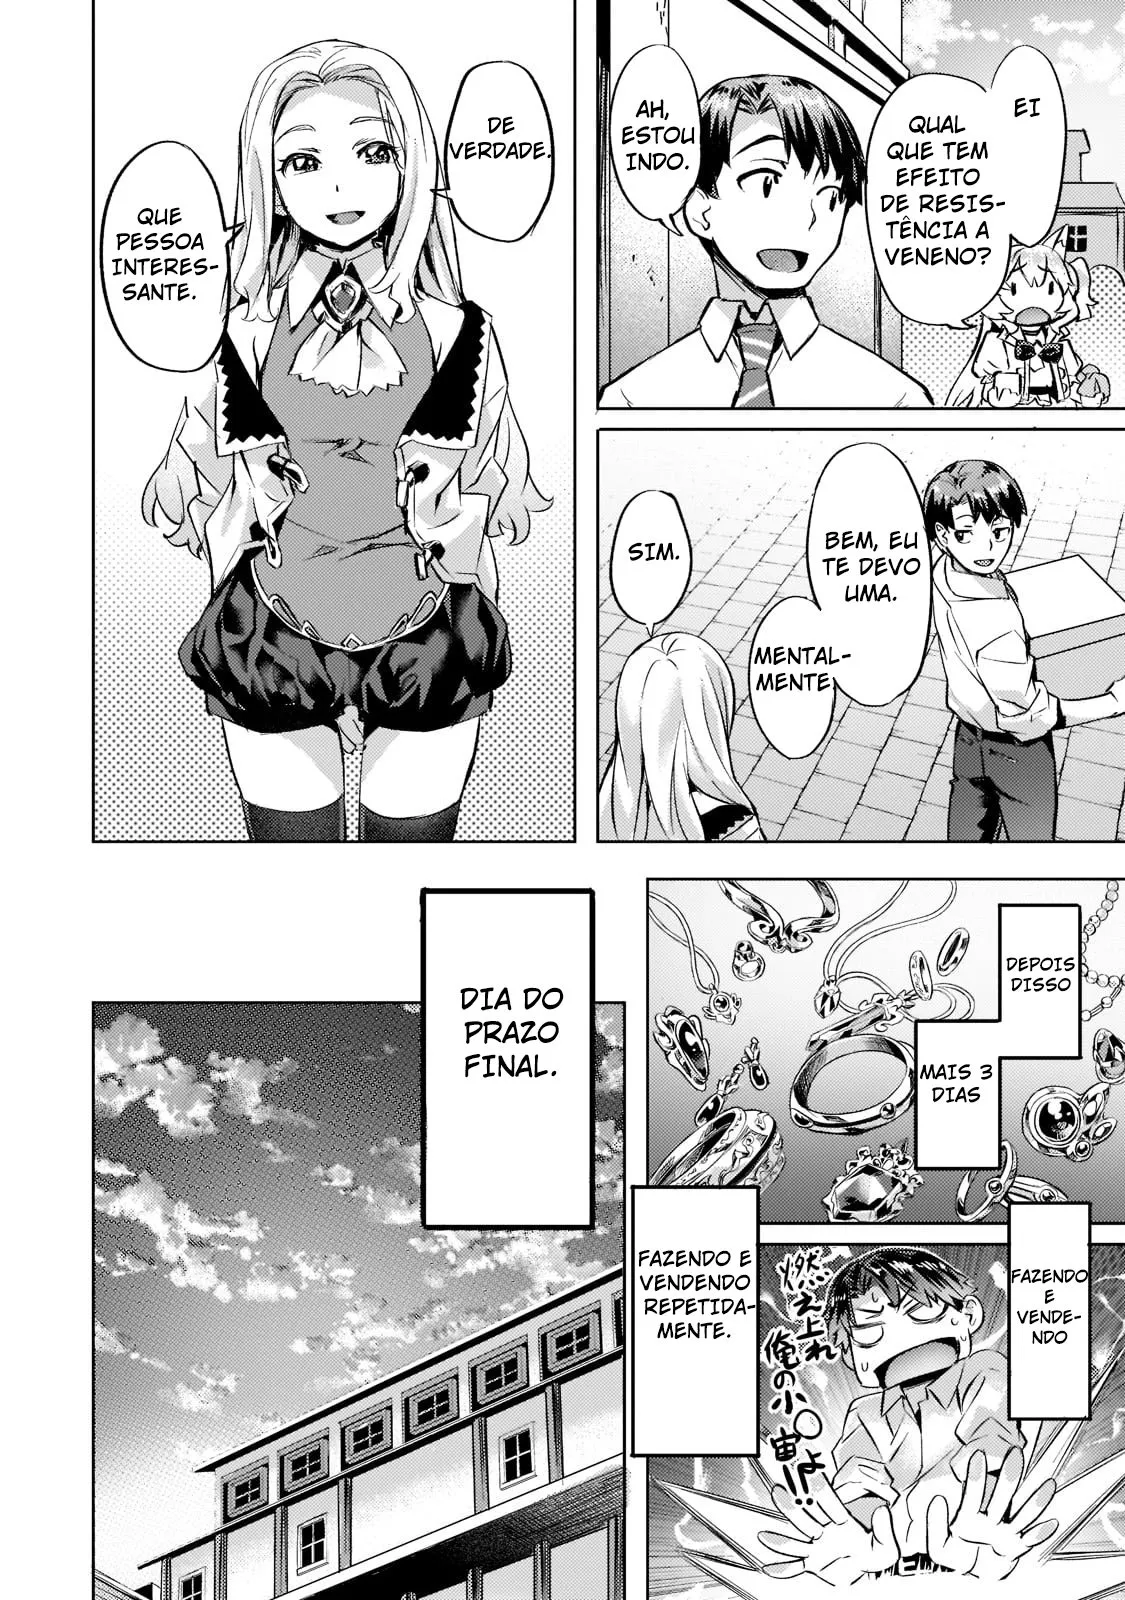 EI
QUAL
QUE TEM
EFEITO
DE RESIS-
TÊNCIA A
VENENO?
AH,
ESTOU
INDO.
BEM, EU
TE DEVO
UMA.
MENTAL-
MENTE.
SIM.
DE
VERDADE.
QUE
PESSOA
INTERES-
SANTE.
DEPOIS
DISSO
MAIS 3
DIAS
FAZENDO
E
VENDE-
NDO
燃え上れ
俺の小〇宙よ!!
FAZENDO E
VENDENDO
REPETIDA-
MENTE.
DIA DO
PRAZO
FINAL.